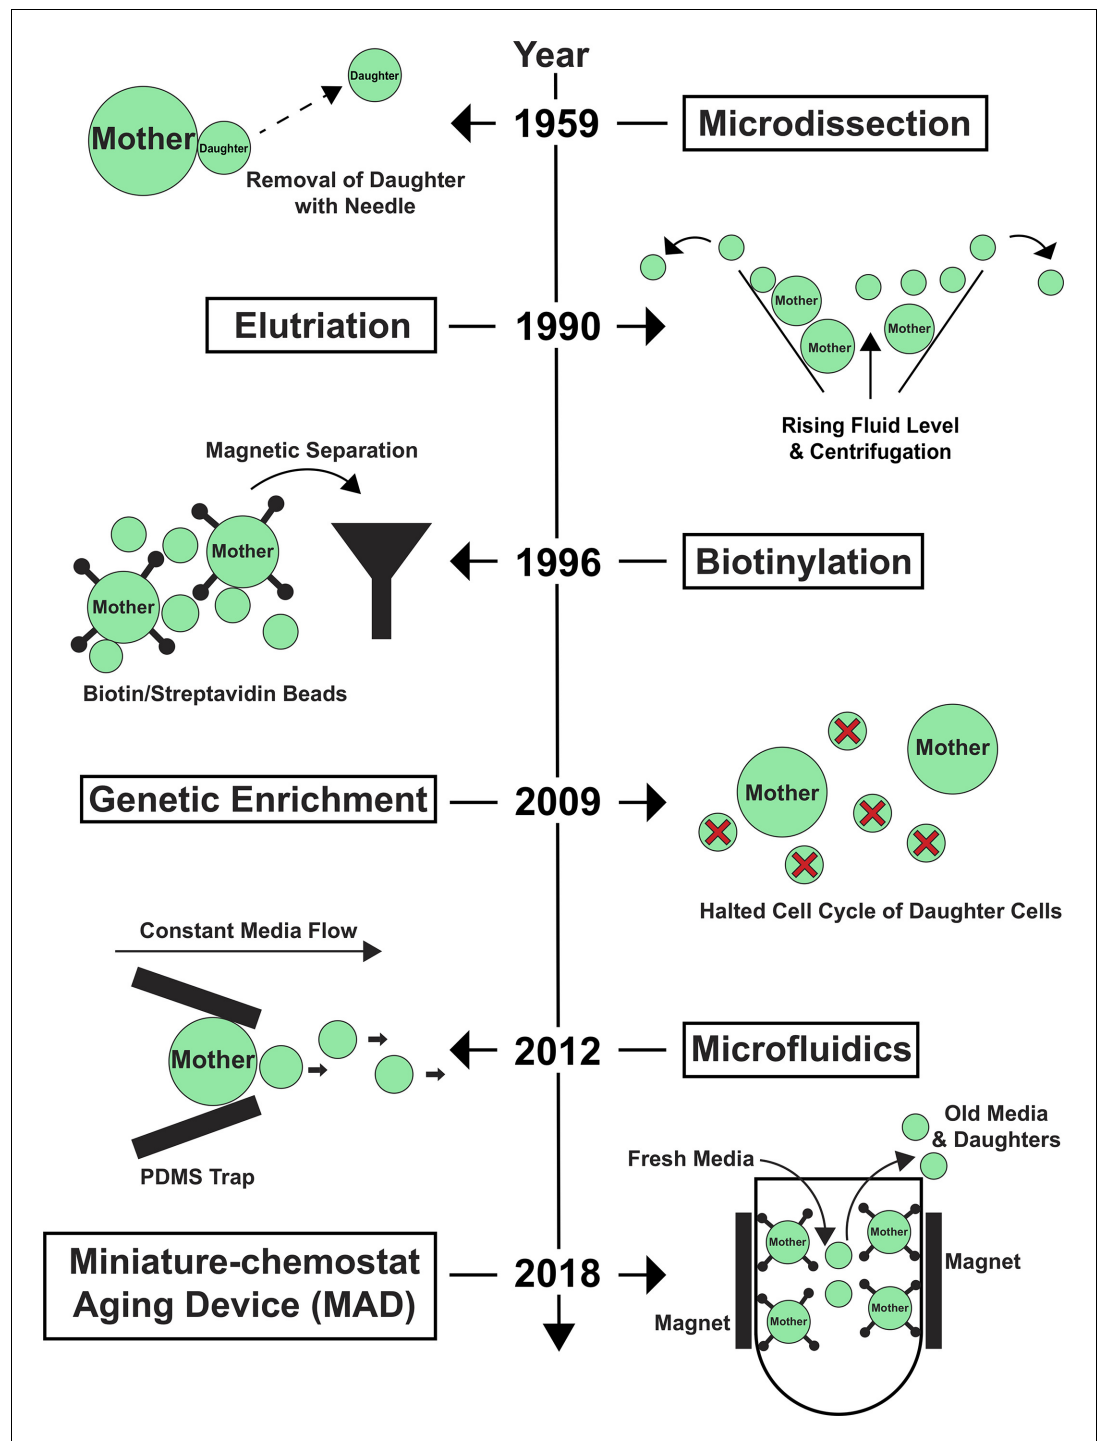 Year
Mother
Daughter
Daughter
Removal of Daughter
with Needle
1959
Microdissection
Elutriation
1990
Mother
Mother
Mother
Rising Fluid Level
& Centrifugation
Magnetic Separation
Mother
Mother
Biotin/Streptavidin Beads
1996
Biotinylation
Genetic Enrichment
2009
Mother
Mother
Halted Cell Cycle of Daughter Cells
Constant Media Flow
Mother
PDMS Trap
2012
Microfluidics
Miniature-chemostat
Aging Device (MAD)
2018
Old Media
& Daughters
Fresh Media
Mother
Mother
Magnet
Mother
Mother
Magnet